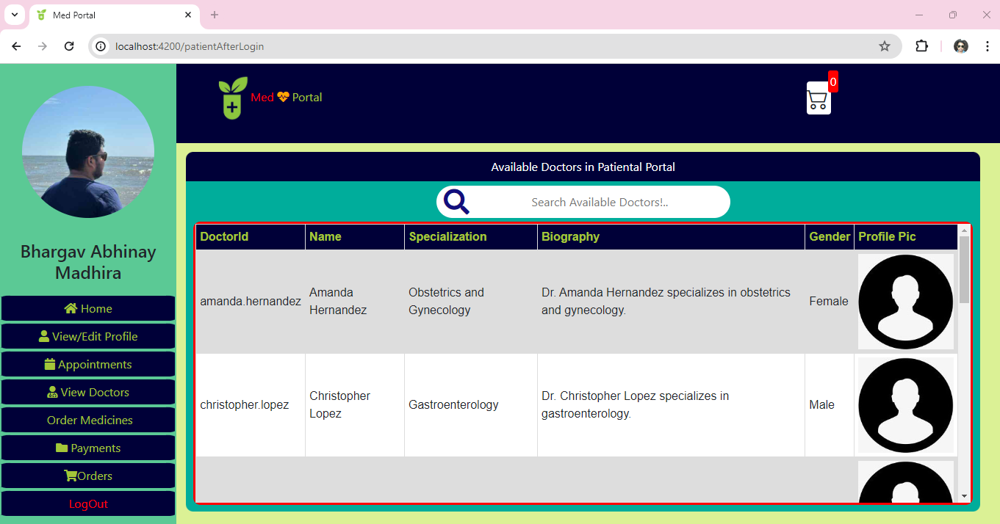 Med Portal
localhost:4200/patientAfterLogin
Med Portal
0
Bhargav Abhinay
Madhira
Home
View/Edit Profile
Appointments
View Doctors
Order Medicines
Payments
Orders
LogOut
Available Doctors in Patiental Portal
Search Available Doctors!..
DoctorId Name Specialization Biography Gender Profile Pic
amanda.hernandez
Amanda
Hernandez
Obstetrics and
Gynecology
Dr. Amanda Hernandez specializes in obstetrics
and gynecology.
Female
christopher.lopez
Christopher
Lopez
Gastroenterology
Dr. Christopher Lopez specializes in
gastroenterology.
Male